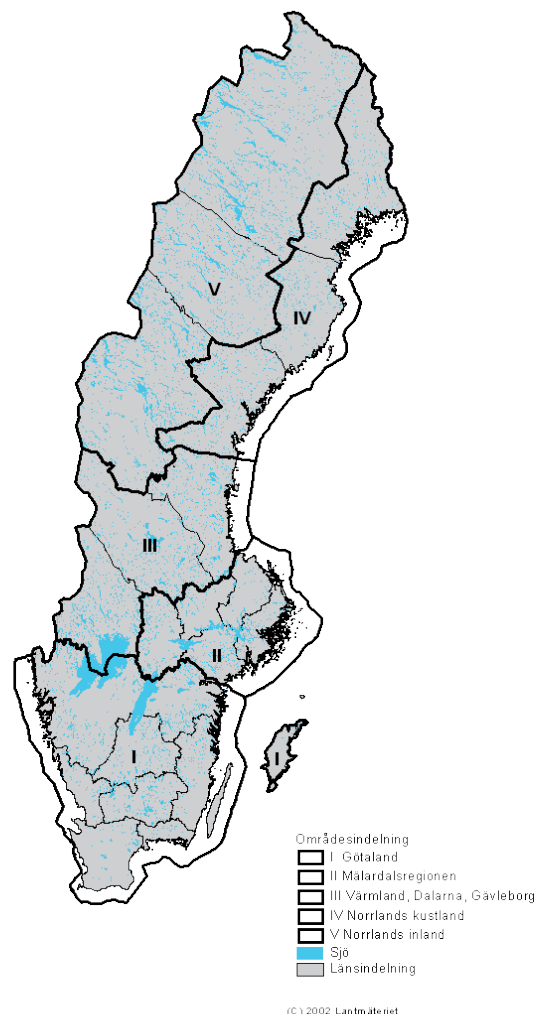 V
IV
III
II
I
I
Områdesindelning
I Götaland
II Mälardalsregionen
III Värmland, Dalarna, Gävleborg
IV Norrlands kustland
V Norrlands inland
Sjö
Länsindelning
(C) 2002 Lantmäteriet